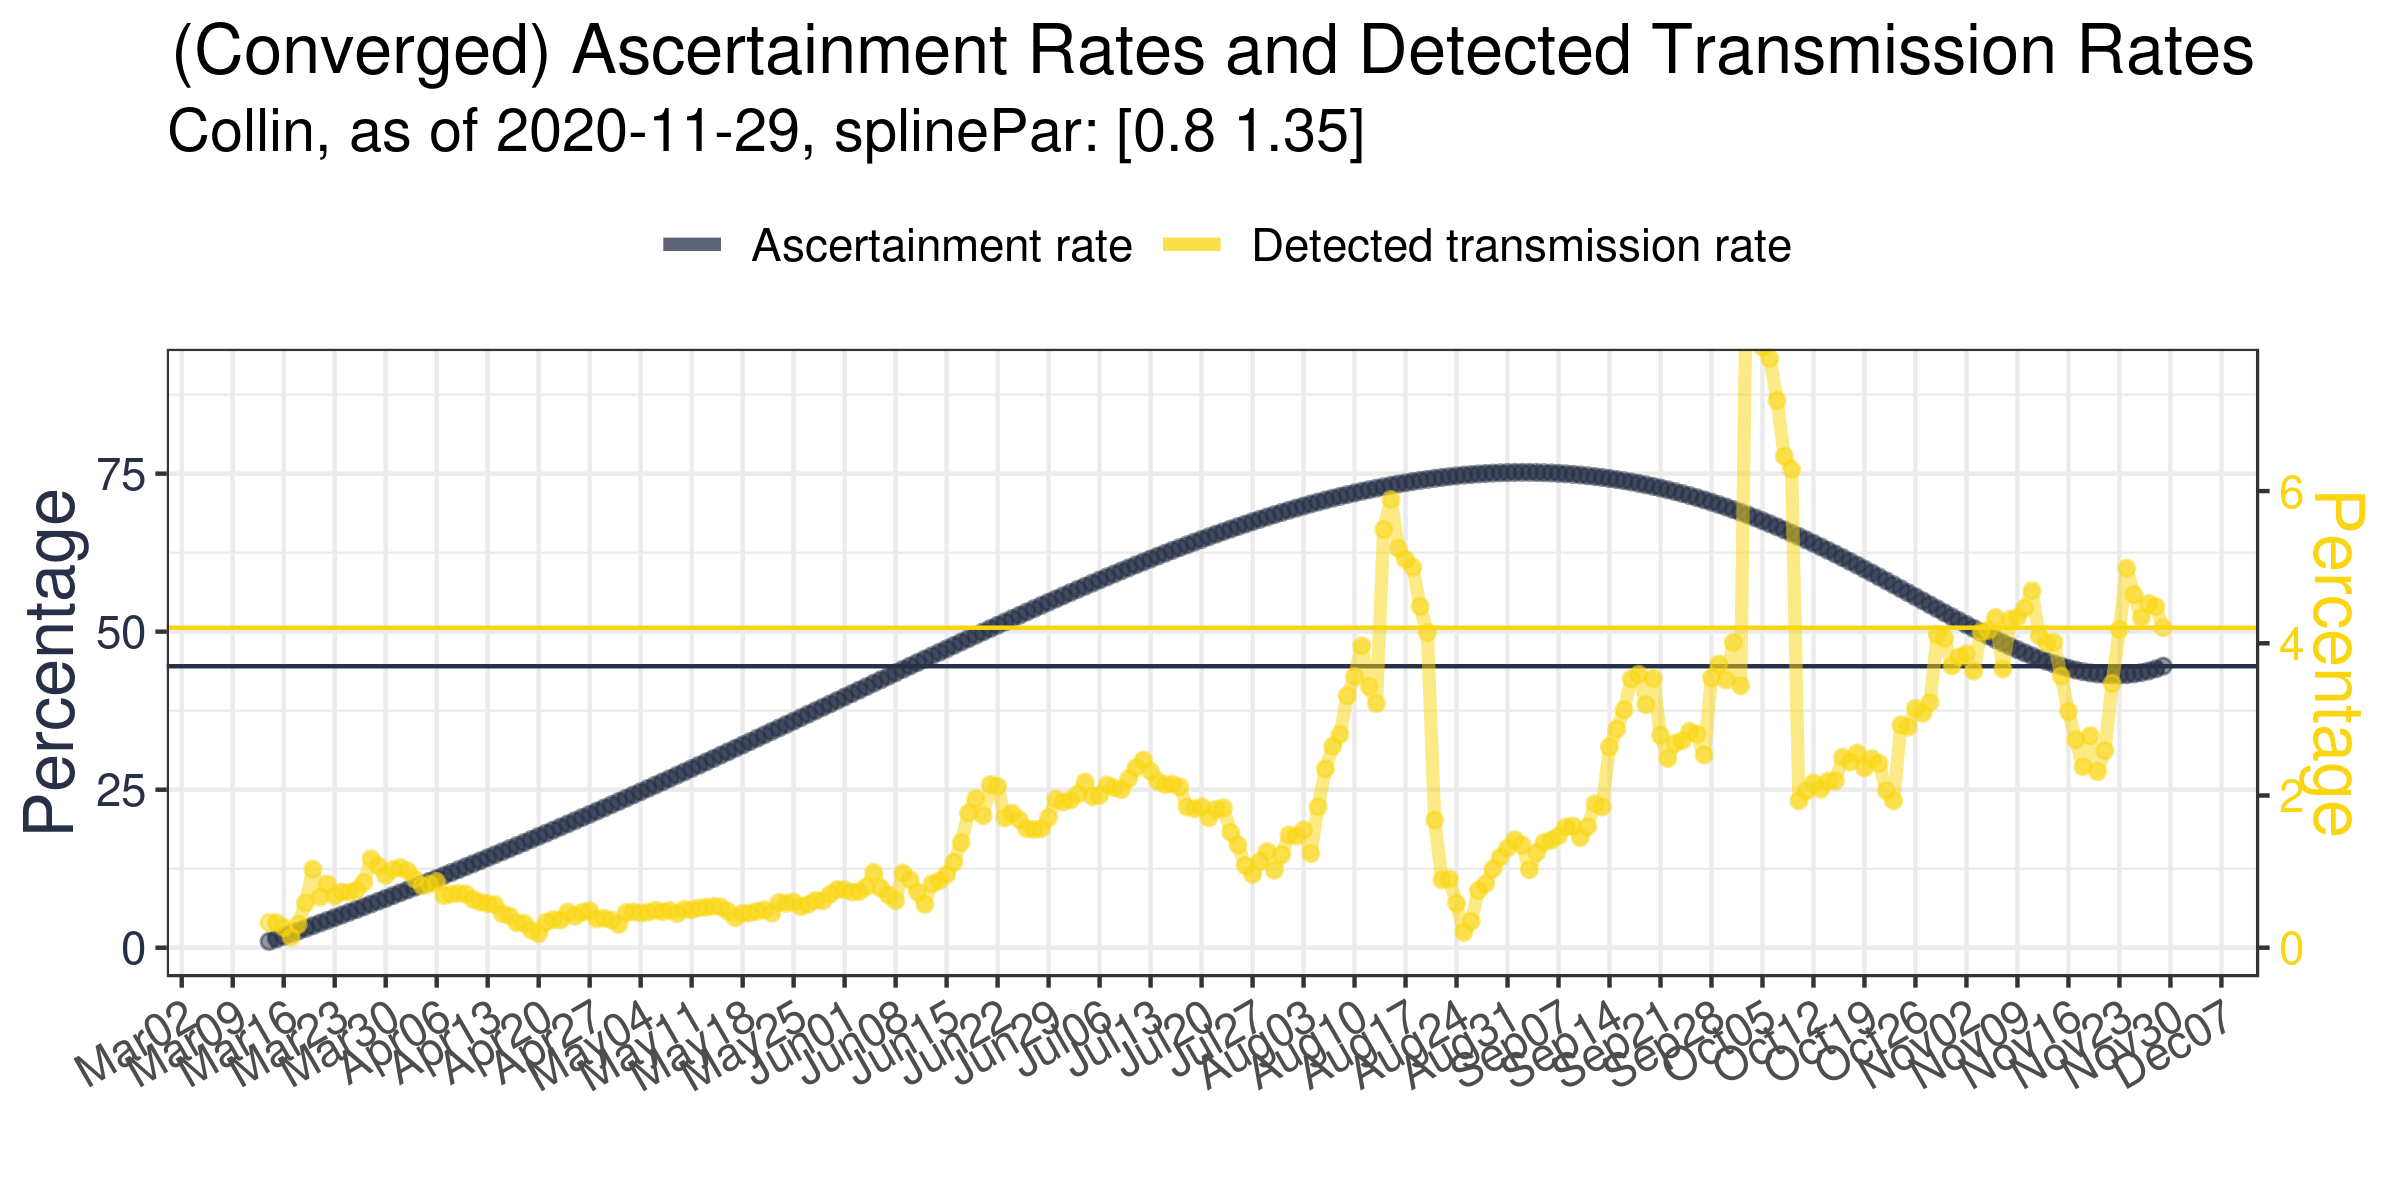 (Converged) Ascertainment Rates and Detected Transmission Rates
Collin, as of 2020-11-29, splinePar: [0.8 1.35]
Ascertainment rate
Detected transmission rate
Percentage
75
50
25
0
6
4
2
0
Percentage
Mar02
Mar09
Mar16
Mar23
Mar30
Apr06
Apr13
Apr20
Apr27
May04
May11
May18
May25
Jun01
Jun08
Jun15
Jun22
Jun29
Jul06
Jul13
Jul20
Jul27
Aug03
Aug10
Aug17
Aug24
Aug31
Sep07
Sep14
Sep21
Sep28
Oct05
Oct12
Oct19
Oct26
Nov02
Nov09
Nov16
Nov23
Nov30
Dec07